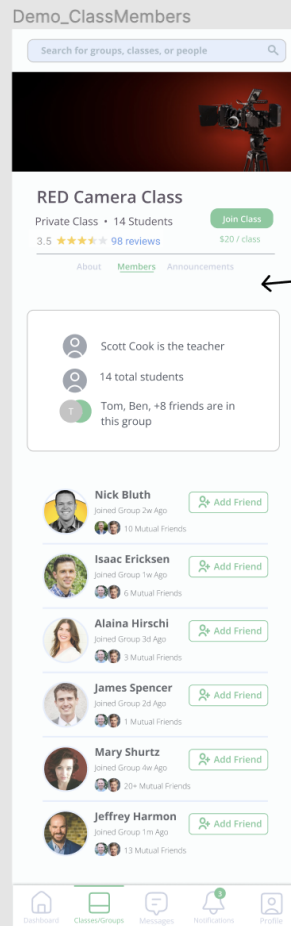 Demo_ClassMembers
Search for groups, classes, or people
RED Camera Class
Private Class • 14 Students
Join Class
3.5 98 reviews
$20 / class
About Members Announcements
Scott Cook is the teacher
14 total students
T
Tom, Ben, +8 friends are in
this group
Nick Bluth
Joined Group 2w Ago
10 Mutual Friends
Add Friend
Isaac Ericksen
Joined Group 1w Ago
6 Mutual Friends
Add Friend
Alaina Hirschi
Joined Group 3d Ago
3 Mutual Friends
Add Friend
James Spencer
Joined Group 2d Ago
1 Mutual Friends
Add Friend
Mary Shurtz
Joined Group 4w Ago
20+ Mutual Friends
Add Friend
Jeffrey Harmon
Joined Group 1m Ago
13 Mutual Friends
Add Friend
Dashboard Classes/Groups Messages Notifications Profile